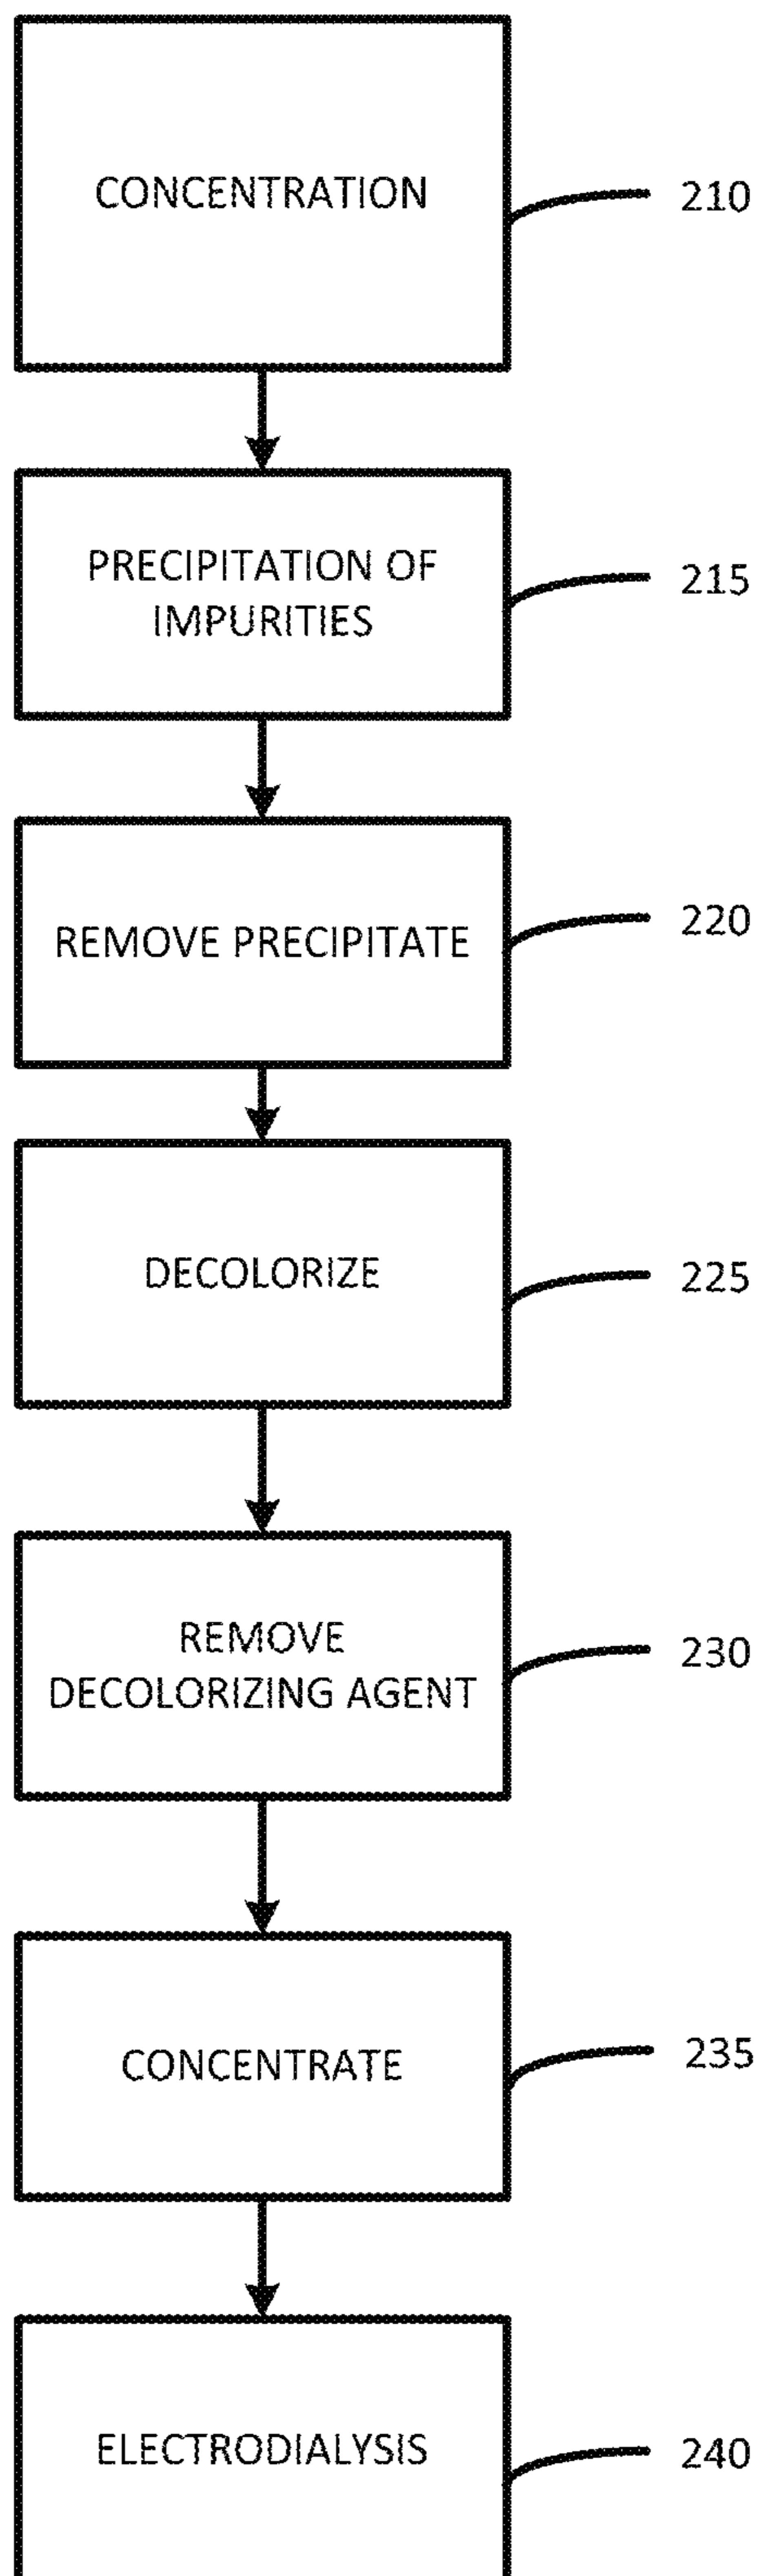 CONCENTRATION
210
PRECIPITATION OF
IMPURITIES
215
REMOVE PRECIPITATE
220
DECOLORIZE
225
REMOVE
DECOLORIZING AGENT
230
CONCENTRATE
235
ELECTRODIALYSIS
240